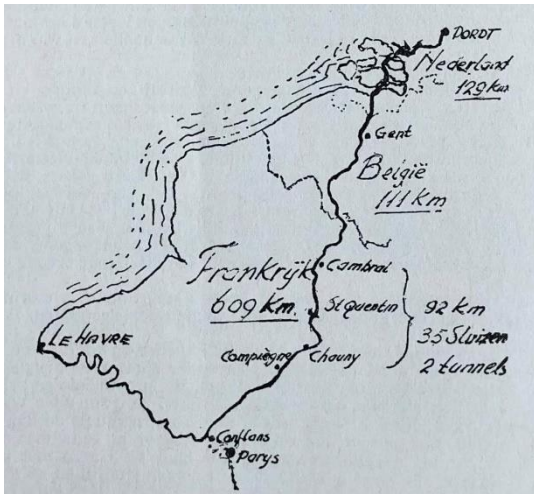 DORDT
Nederland
129 km
Gent
België
111 km
Cambrai
Frankrijk
609 Km.
St Quentin
92 km
35 Sluizen
2 tunnels
LE HAVRE
Compiègne
Chauny
Conflans
Parys